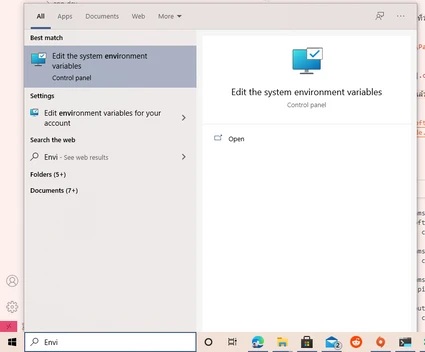 All Apps Documents Web More
Best match
Edit the system environment
variables
Control panel
Settings
Edit environment variables for your
account
Search the web
Envi - See web results
Folders (5+)
Documents (7+)
Edit the system environment variables
Control panel
Open
Envi
2